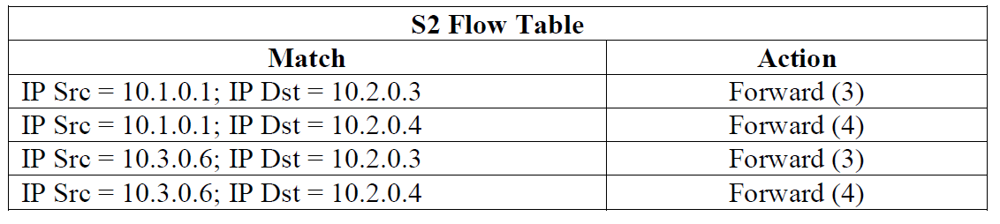 S2 Flow Table
Match Action
IP Src = 10.1.0.1; IP Dst = 10.2.0.3 Forward (3)
IP Src = 10.1.0.1; IP Dst = 10.2.0.4 Forward (4)
IP Src = 10.3.0.6; IP Dst = 10.2.0.3 Forward (3)
IP Src = 10.3.0.6; IP Dst = 10.2.0.4 Forward (4)